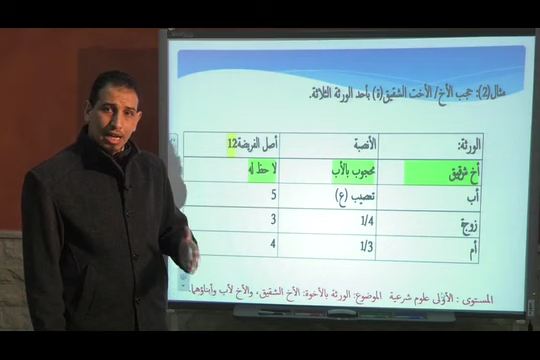 مثال(2): حجب الأخ/ الأخت الشقيق(ة) بأحد الورثة الثلاثة.
الورثة: الأنصبة أصل الفريضة12
أخ شقيق محجوب بالأب لا حظ له
أب تعصيب (ع) 5
زوجة 1/4 3
أم 1/3 4
المستوى : الأولى علوم شرعية الموضوع: الورثة بالأخوة: الأخ الشقيق، والأخ لأب وأبناؤهما.